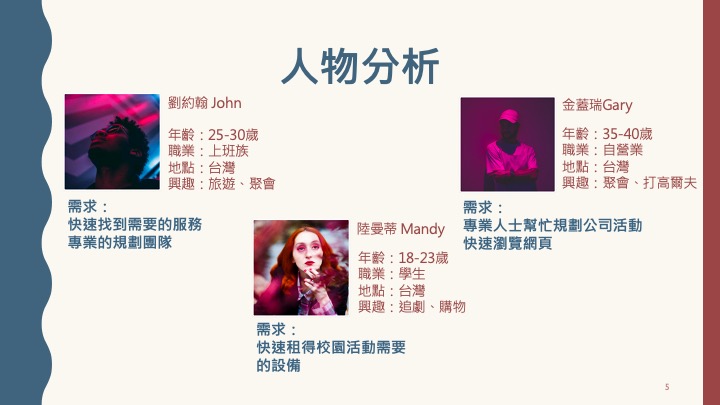 人物分析
劉約翰 John
年齡：25-30歲
職業：上班族
地點：台灣
興趣：旅遊、聚會
需求：
快速找到需要的服務
專業的規劃團隊
陸曼蒂 Mandy
年齡：18-23歲
職業：學生
地點：台灣
興趣：追劇、購物
需求：
快速租得校園活動需要
的設備
金蓋瑞Gary
年齡：35-40歲
職業：自營業
地點：台灣
興趣：聚會、打高爾夫
需求：
專業人士幫忙規劃公司活動
快速瀏覽網頁
5